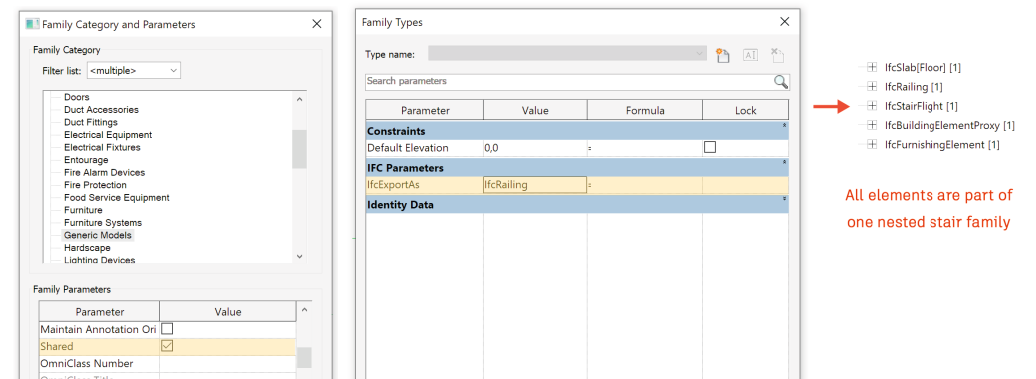 Family Category and Parameters
Family Category
Filter list: <multiple>
Doors
Duct Accessories
Duct Fittings
Electrical Equipment
Electrical Fixtures
Entourage
Fire Alarm Devices
Fire Protection
Food Service Equipment
Furniture
Furniture Systems
Generic Models
Hardscape
Lighting Devices
Family Parameters
Parameter Value
Maintain Annotation Ori
Shared
OmniClass Number
OmniClass Title
Family Types
Type name:
Search parameters
Parameter Value Formula Lock
Constraints
Default Elevation 0,0 =
IFC Parameters
IfcExportAs IfcRailing =
Identity Data
IfcSlab[Floor] [1]
IfcRailing [1]
IfcStairFlight [1]
IfcBuildingElementProxy [1]
IfcFurnishingElement [1]
All elements are part of
one nested stair family